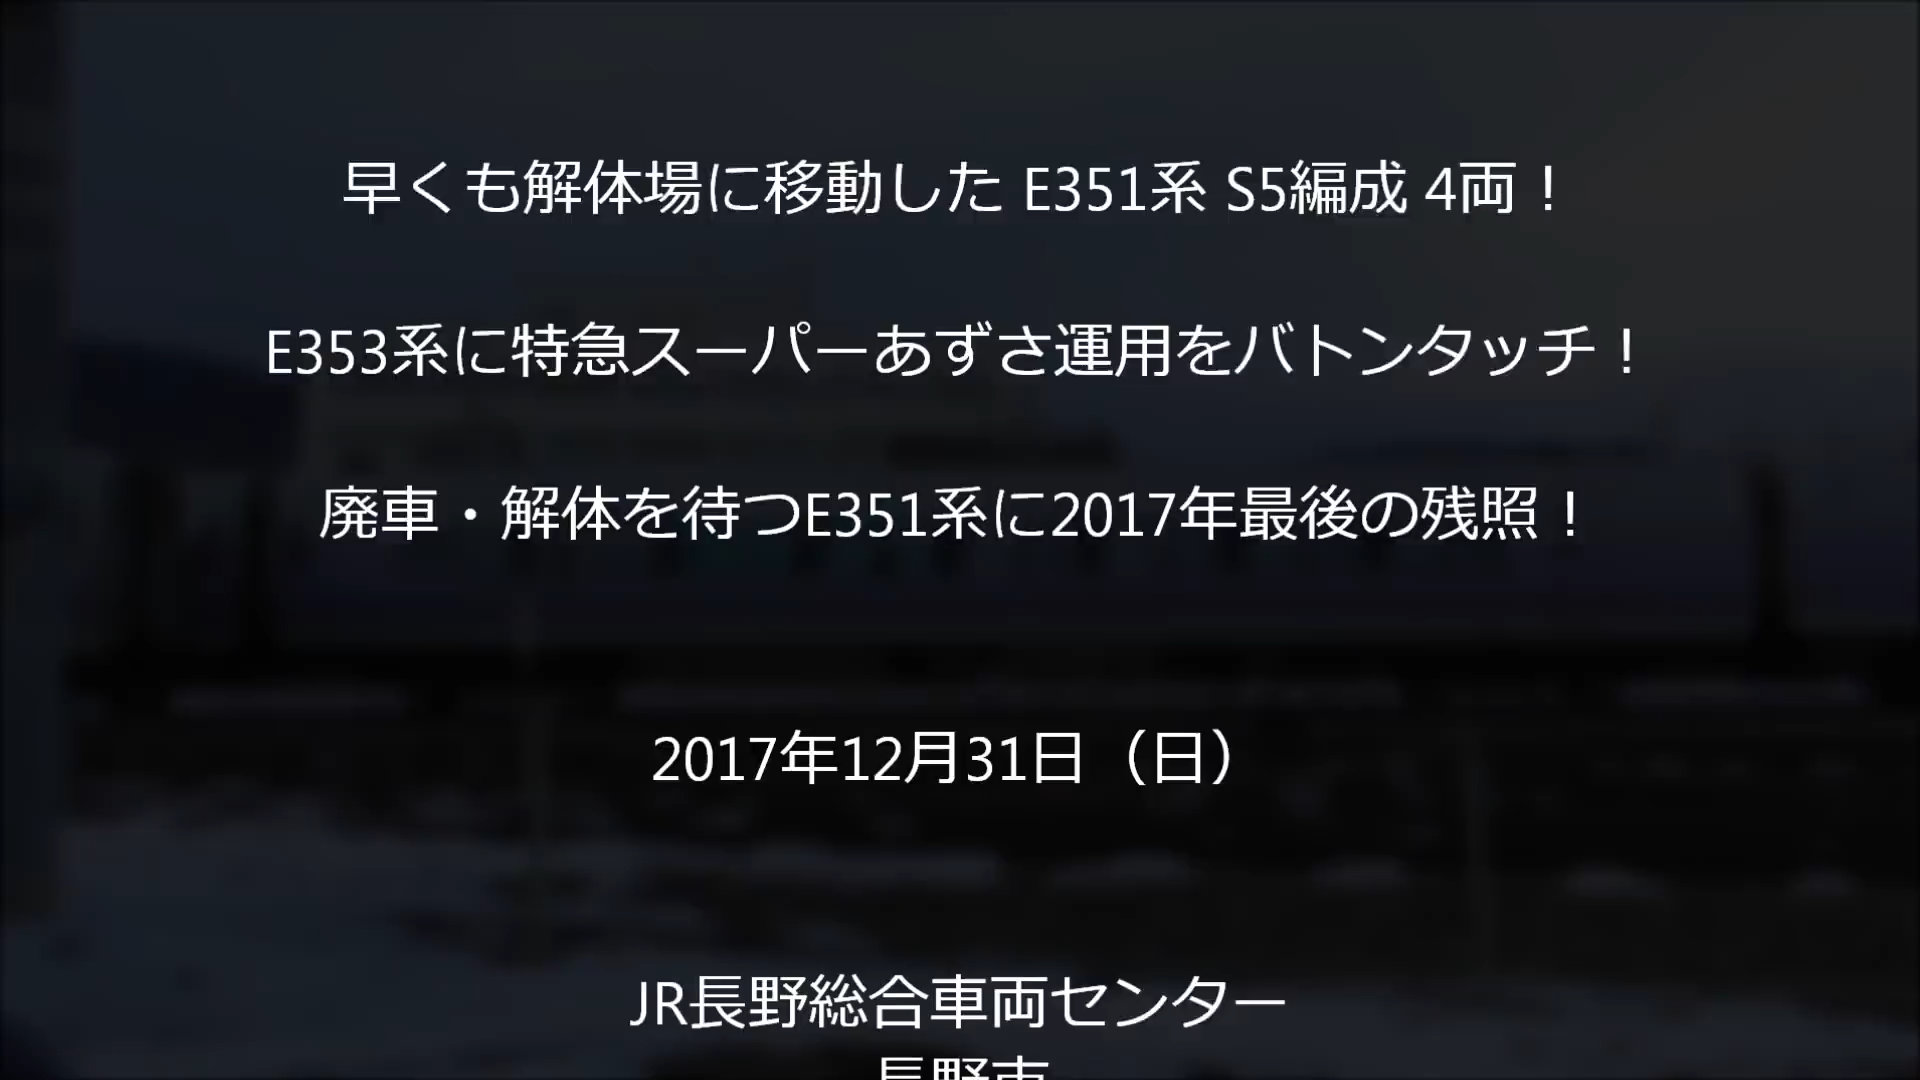 早くも解体場に移動した E351系 S5編成 4両！
E353系に特急スーパーあずさ運用をバトンタッチ！
廃車・解体を待つE351系に2017年最後の残照！
2017年12月31日（日）
JR長野総合車両センター
長野市